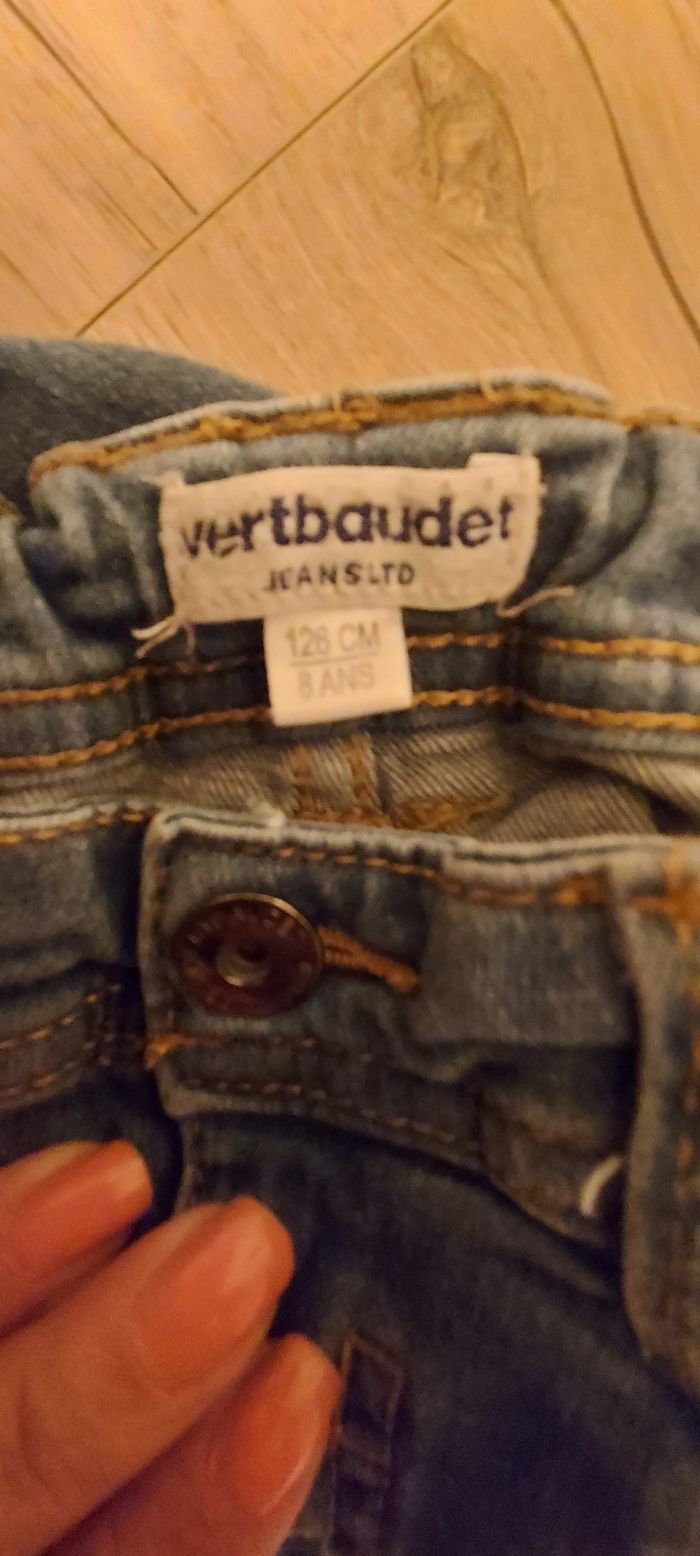 vertbaudet
JEANS LTD
126 CM
8 ANS